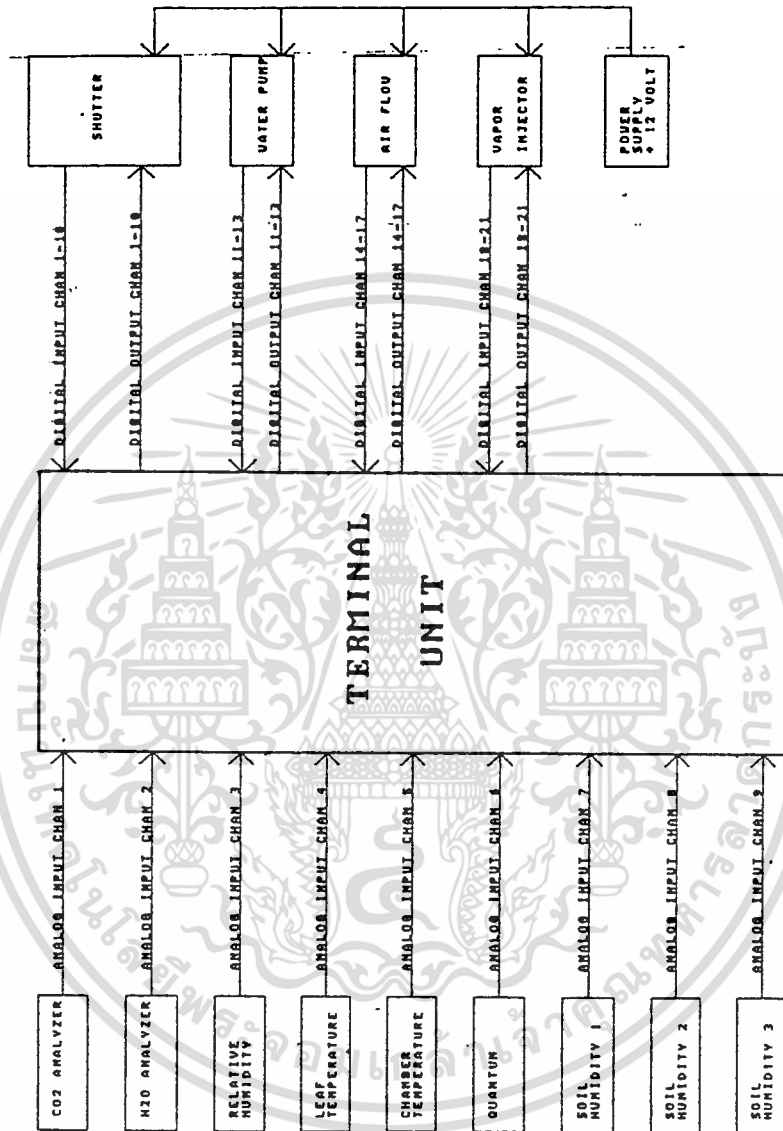 CO2 ANALYZER
ANALOG INPUT CHAN 1
H2O ANALYZER
ANALOG INPUT CHAN 2
RELATIVE
HUMIDITY
ANALOG INPUT CHAN 3
LEAF
TEMPERATURE
ANALOG INPUT CHAN 4
CHAMBER
TEMPERATURE
ANALOG INPUT CHAN 5
QUANTUM
ANALOG INPUT CHAN 6
SOIL
HUMIDITY 1
ANALOG INPUT CHAN 7
SOIL
HUMIDITY 2
ANALOG INPUT CHAN 8
SOIL
HUMIDITY 3
ANALOG INPUT CHAN 9
TERMINAL
UNIT
DIGITAL INPUT CHAN 1-10
DIGITAL OUTPUT CHAN 1-10
SHUTTER
DIGITAL INPUT CHAN 11-13
DIGITAL OUTPUT CHAN 11-13
WATER PUMP
DIGITAL INPUT CHAN 14-17
DIGITAL OUTPUT CHAN 14-17
AIR FLOW
DIGITAL INPUT CHAN 18-21
DIGITAL OUTPUT CHAN 18-21
VAPOR
INJECTOR
POWER
SUPPLY
+ 12 VOLT